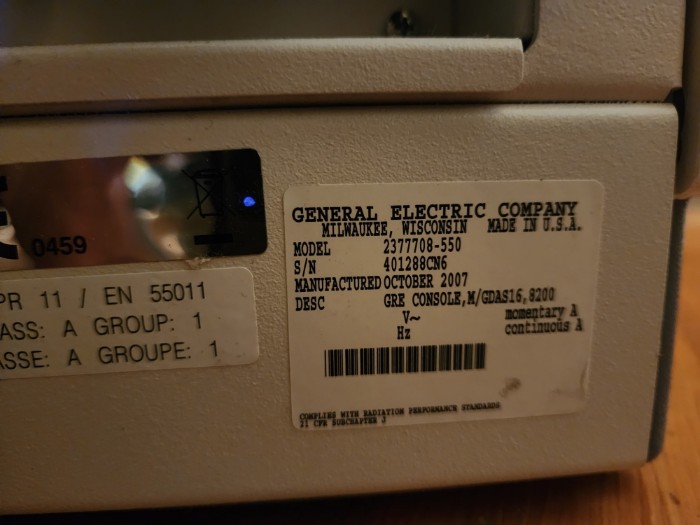 0459
PR 11 / EN 55011
ASS: A GROUP: 1
ASSE: A GROUPE: 1
GENERAL ELECTRIC COMPANY
MILWAUKEE, WISCONSIN MADE IN U.S.A.
MODEL 2377708-550
S/N 401288CN6
MANUFACTURED OCTOBER 2007
DESC GRE CONSOLE,M/GDAS16,8200
V~ momentary A
Hz continuous A
COMPLIES WITH RADIATION PERFORMANCE STANDARDS
21 CFR SUBCHAPTER J